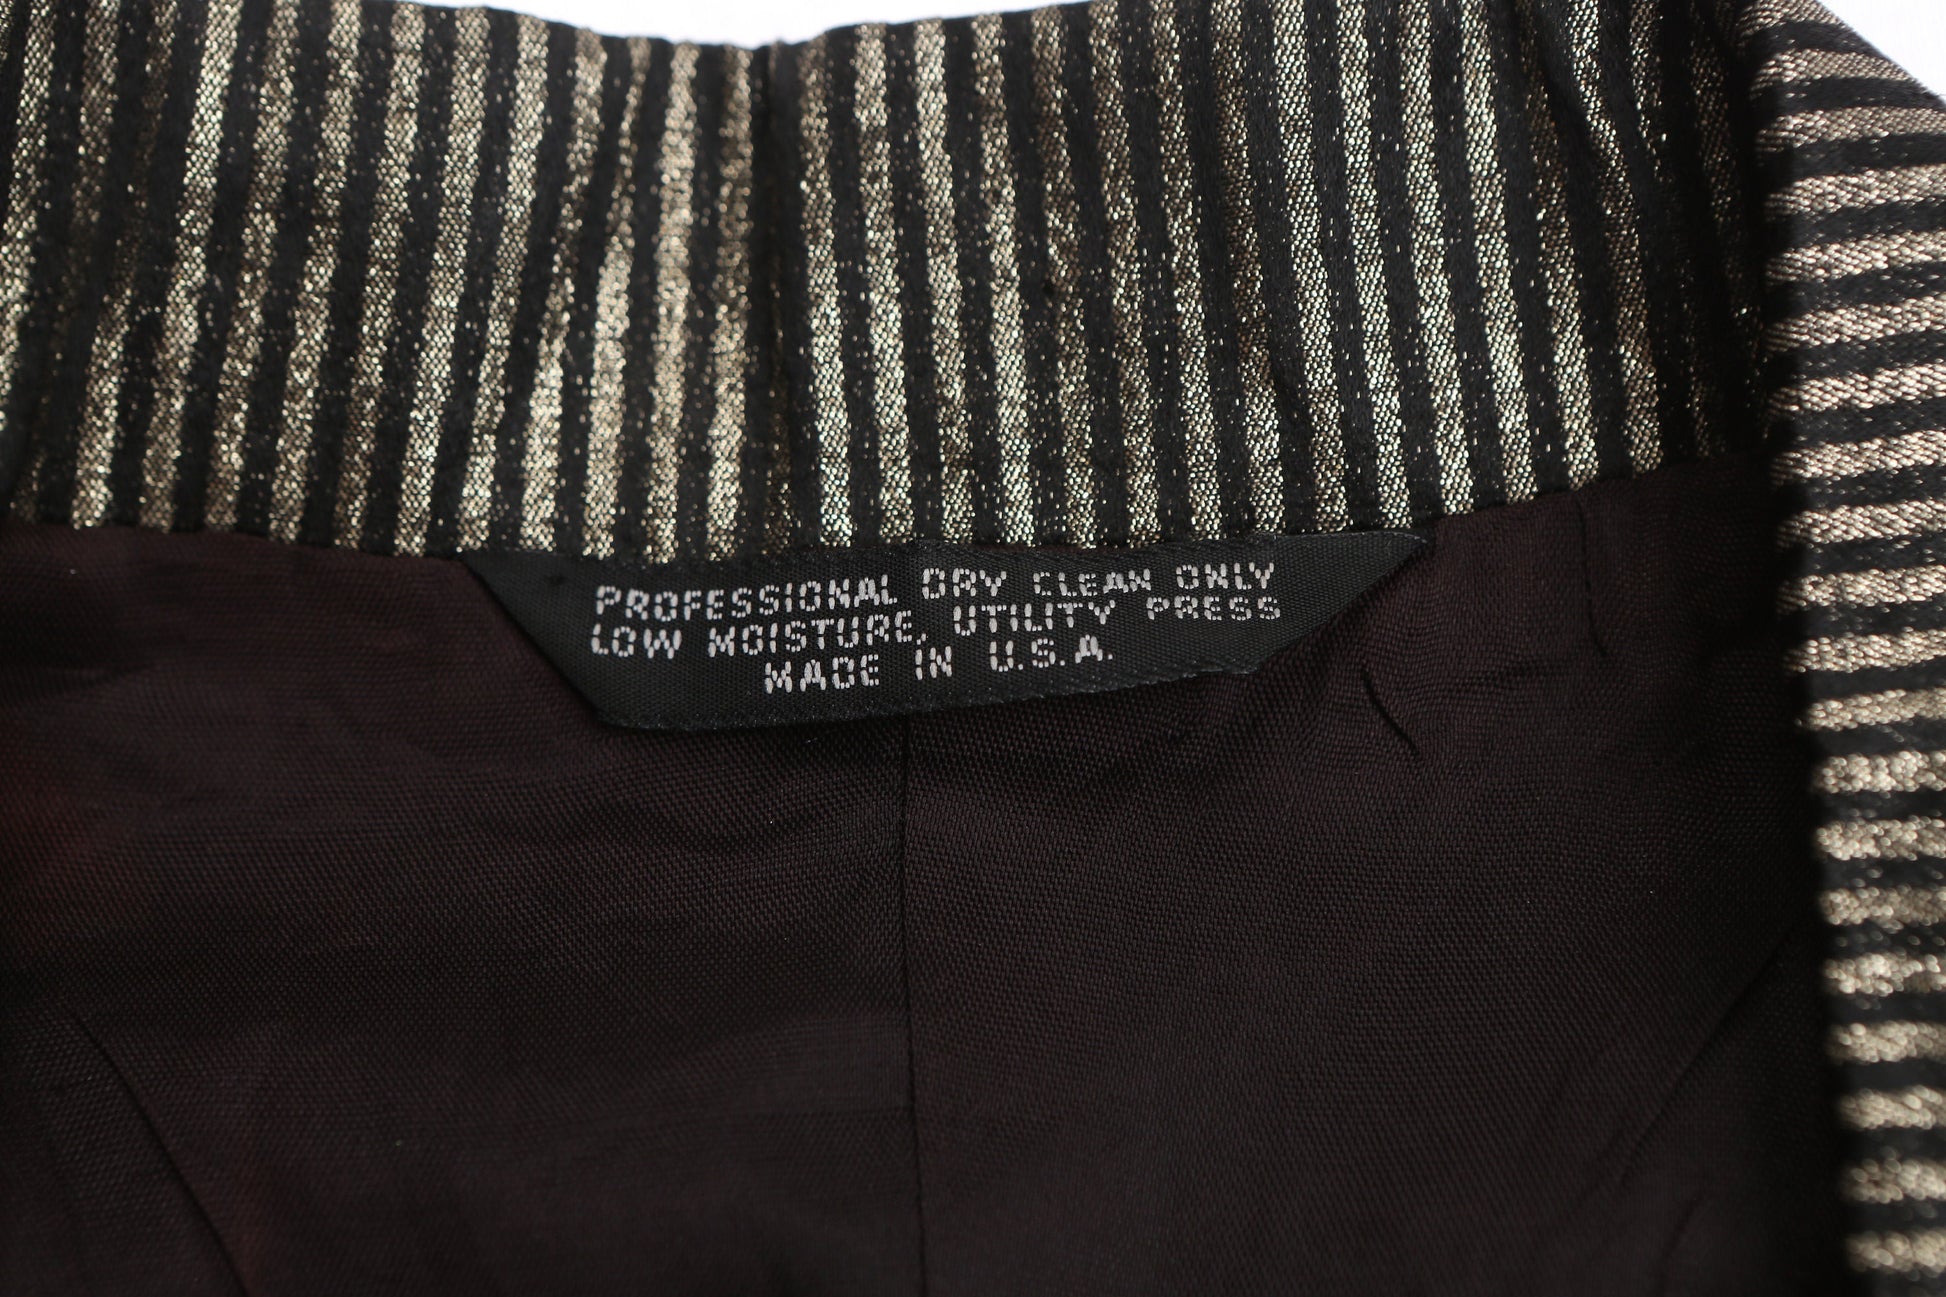 PROFESSIONAL DRY CLEAN ONLY
LOW MOISTURE, UTILITY PRESS
MADE IN U.S.A.